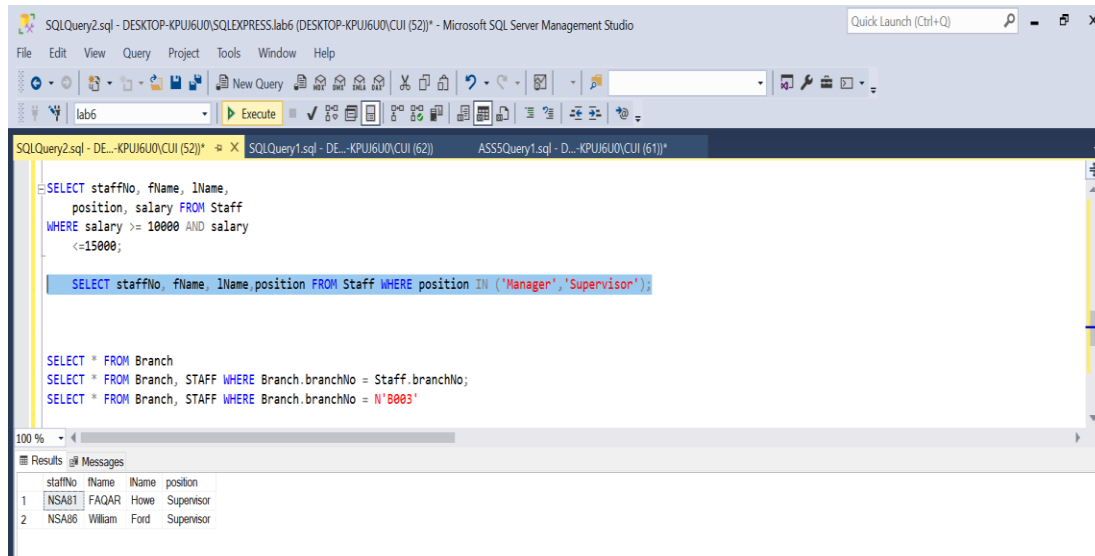 SQLQuery2.sql - DESKTOP-KPUJ6U0\SQLEXPRESS.lab6 (DESKTOP-KPUJ6U0\CUI (52))* - Microsoft SQL Server Management Studio
Quick Launch (Ctrl+Q)
File Edit View Query Project Tools Window Help
New Query
lab6 Execute
SQLQuery2.sql - DE...-KPUJ6U0\CUI (52))* SQLQuery1.sql - DE...-KPUJ6U0\CUI (62)) ASS5Query1.sql - D...-KPUJ6U0\CUI (61))*
SELECT staffNo, fName, lName,
position, salary FROM Staff
WHERE salary >= 10000 AND salary
<=15000;
SELECT staffNo, fName, lName,position FROM Staff WHERE position IN ('Manager','Supervisor');
SELECT * FROM Branch
SELECT * FROM Branch, STAFF WHERE Branch.branchNo = Staff.branchNo;
SELECT * FROM Branch, STAFF WHERE Branch.branchNo = N'B003'
100 %
Results Messages
staffNo fName lName position
1 NSA81 FAQAR Howe Supervisor
2 NSA86 William Ford Supervisor